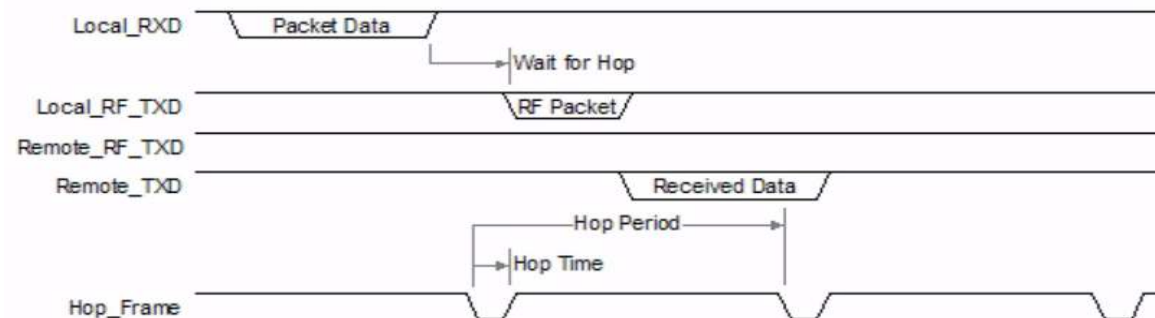 Local_RXD
Packet Data
Wait for Hop
Local_RF_TXD
RF Packet
Remote_RF_TXD
Remote_TXD
Received Data
Hop Period
Hop Time
Hop_Frame